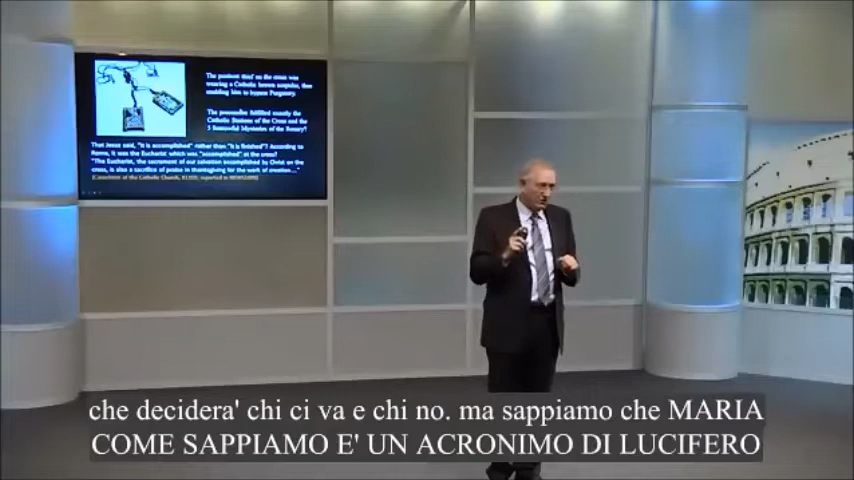 The penitent thief on the cross was
wearing a Catholic brown scapular, thus
enabling him to bypass Purgatory.
The procession fulfilled exactly the
Catholic Stations of the Cross and the
5 Sorrowful Mysteries of the Rosary?
That Jesus said, "it is accomplished" rather than "it is finished"? According to
Rome, it was the Eucharist which was "accomplished" at the cross?
"The Eucharist, the sacrament of our salvation accomplished by Christ on the
cross, is also a sacrifice of praise in thanksgiving for the work of creation..."
(Catechism of the Catholic Church,
che decidera' chi ci va e chi no. ma sappiamo che MARIA
COME SAPPIAMO E' UN ACRONIMO DI LUCIFERO